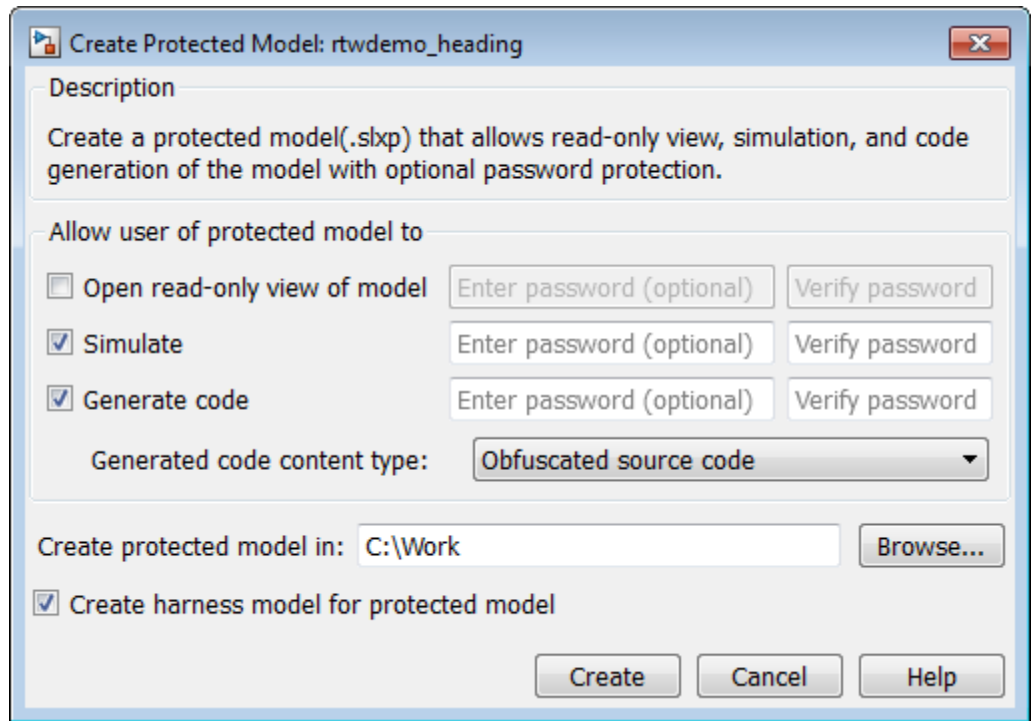 Create Protected Model: rtwdemo_heading
Description
Create a protected model(.slxp) that allows read-only view, simulation, and code
generation of the model with optional password protection.
Allow user of protected model to
Open read-only view of model Enter password (optional) Verify password
Simulate Enter password (optional) Verify password
Generate code Enter password (optional) Verify password
Generated code content type: Obfuscated source code
Create protected model in: C:\Work Browse...
Create harness model for protected model
Create Cancel Help